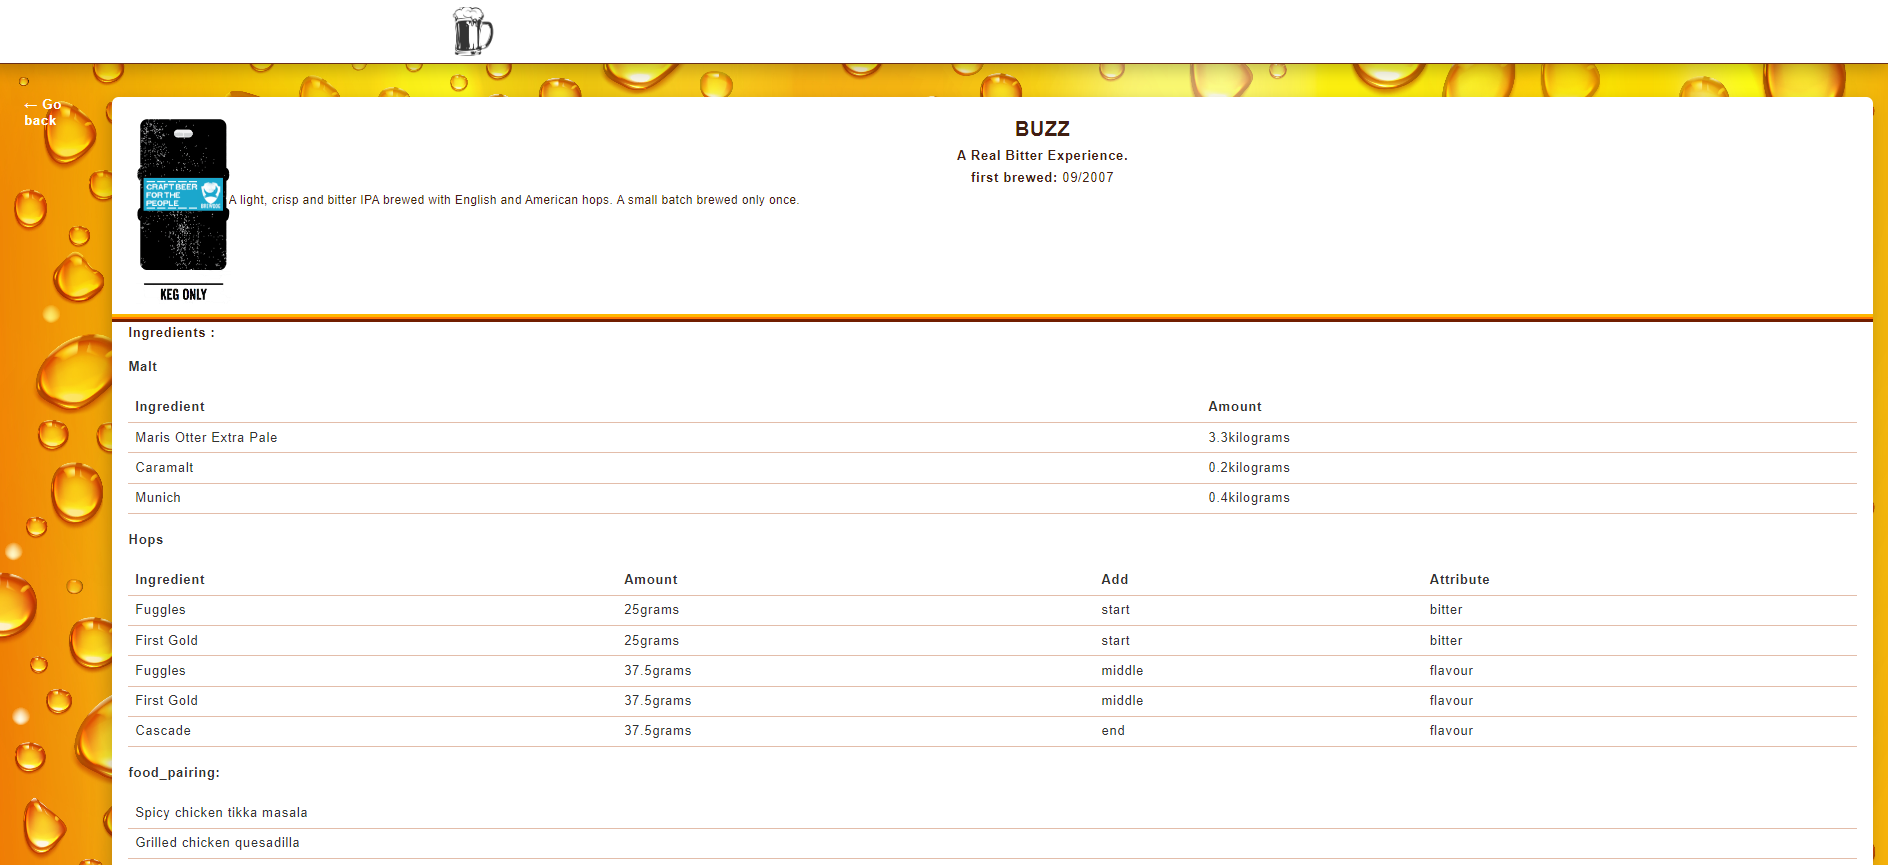 ← Go
back
BUZZ
A Real Bitter Experience.
first brewed: 09/2007
CRAFT BEER
FOR THE
PEOPLE
BREWDOG
A light, crisp and bitter IPA brewed with English and American hops. A small batch brewed only once.
KEG ONLY
Ingredients :
Malt
Ingredient Amount
Maris Otter Extra Pale 3.3kilograms
Caramalt 0.2kilograms
Munich 0.4kilograms
Hops
Ingredient Amount Add Attribute
Fuggles 25grams start bitter
First Gold 25grams start bitter
Fuggles 37.5grams middle flavour
First Gold 37.5grams middle flavour
Cascade 37.5grams end flavour
food_pairing:
Spicy chicken tikka masala
Grilled chicken quesadilla